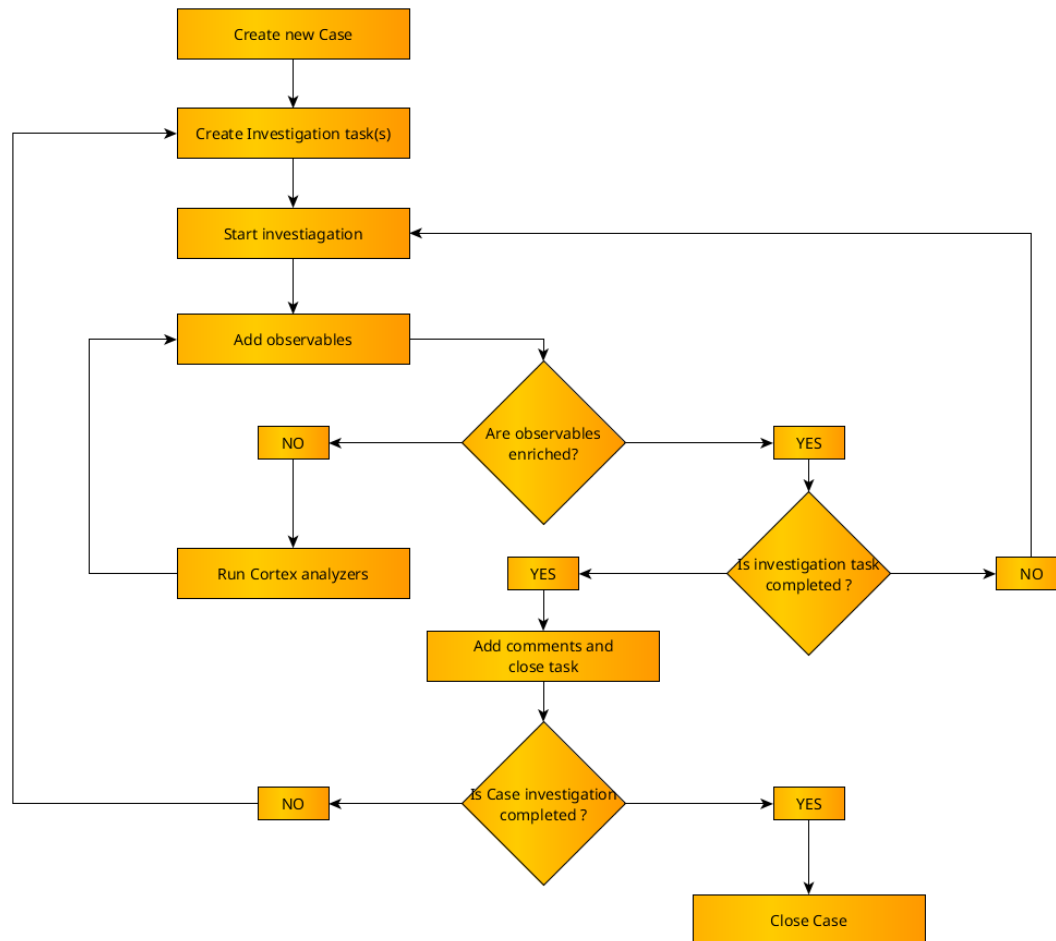 Create new Case
Create Investigation task(s)
Start investiagation
Add observables
Are observables
enriched?
NO
YES
Run Cortex analyzers
YES
Is investigation task
completed ?
NO
Add comments and
close task
NO
Is Case investigation
completed ?
YES
Close Case